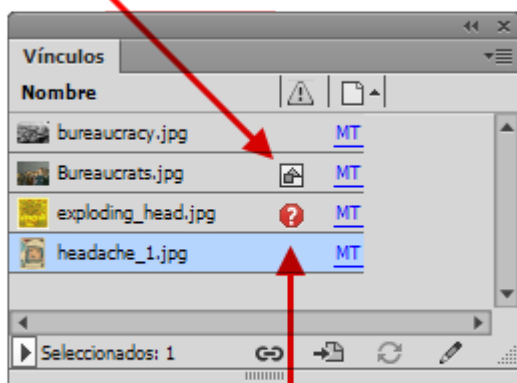 Vínculos
Nombre
bureaucracy.jpg MT
Bureaucrats.jpg MT
exploding_head.jpg ? MT
headache_1.jpg MT
Seleccionados: 1